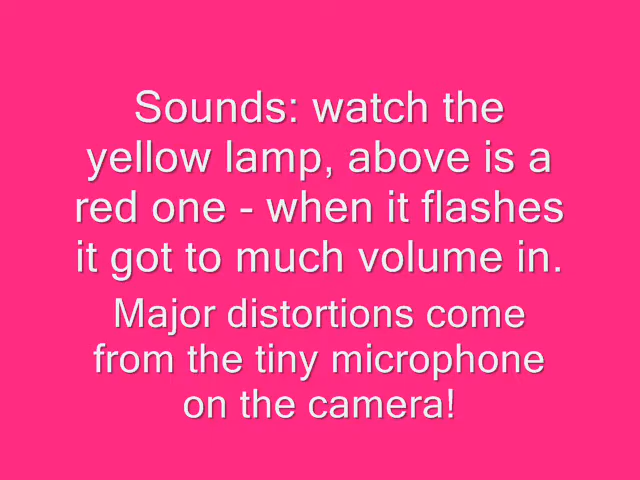 Sounds: watch the
yellow lamp, above is a
red one - when it flashes
it got to much volume in.
Major distortions come
from the tiny microphone
on the camera!